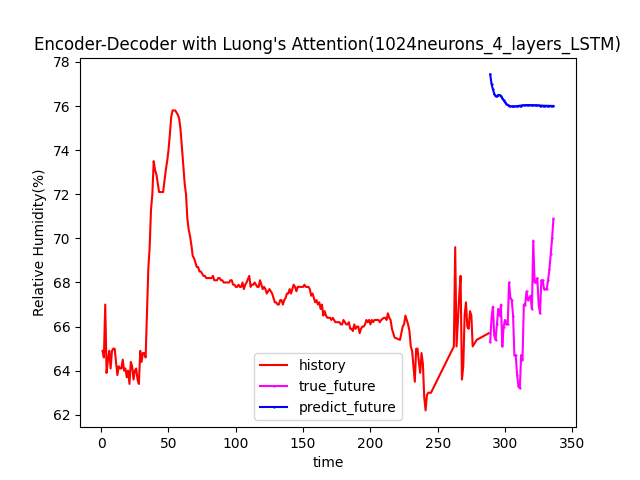 Encoder-Decoder with Luong's Attention(1024neurons_4_layers_LSTM)
78
76
74
72
70
68
66
64
62
Relative Humidity(%)
history
true_future
predict_future
0 50 100 150 200 250 300 350
time